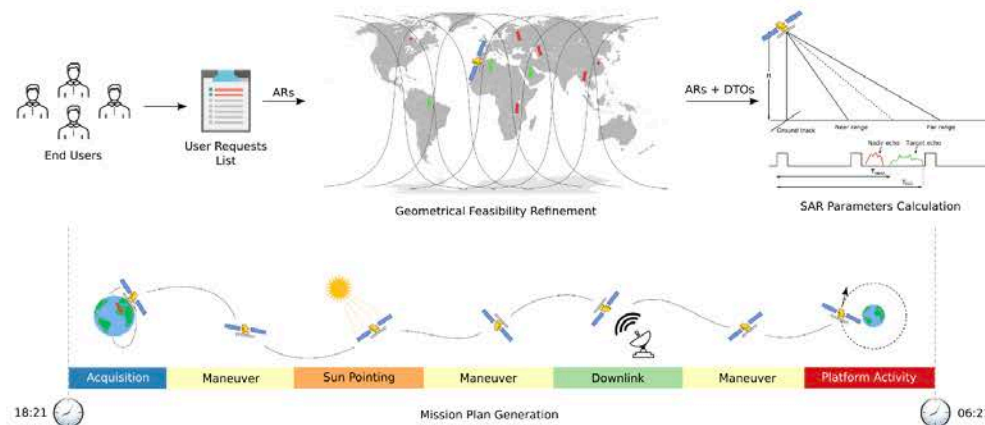 End Users
User Requests
List
ARs
Geometrical Feasibility Refinement
ARs + DTOs
H
Ground track
Near range
Far range
Nadir echo
Target echo
SAR Parameters Calculation
Acquisition
Maneuver
Sun Pointing
Maneuver
Downlink
Maneuver
Platform Activity
18:21
Mission Plan Generation
06:21